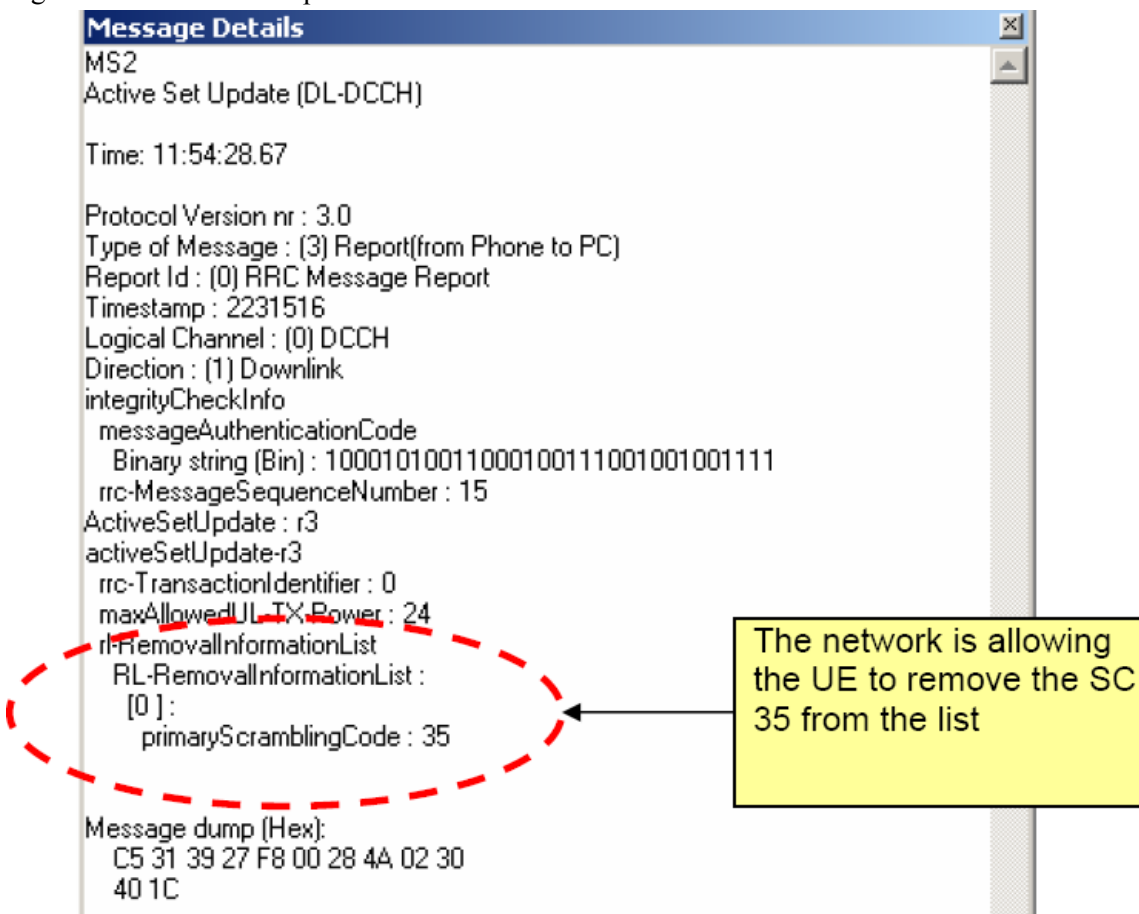 Message Details
MS2
Active Set Update (DL-DCCH)
Time: 11:54:28.67
Protocol Version nr : 3.0
Type of Message : (3) Report(from Phone to PC)
Report Id : (0) RRC Message Report
Timestamp : 2231516
Logical Channel : (0) DCCH
Direction : (1) Downlink
integrityCheckInfo
messageAuthenticationCode
Binary string (Bin) : 10001010011000100111001001001111
rrc-MessageSequenceNumber : 15
ActiveSetUpdate : r3
activeSetUpdate-r3
rrc-TransactionIdentifier : 0
maxAllowedUL-TX-Power : 24
rl-RemovalInformationList
RL-RemovalInformationList :
[0 ] :
primaryScramblingCode : 35
The network is allowing
the UE to remove the SC
35 from the list
Message dump (Hex):
C5 31 39 27 F8 00 28 4A 02 30
40 1C